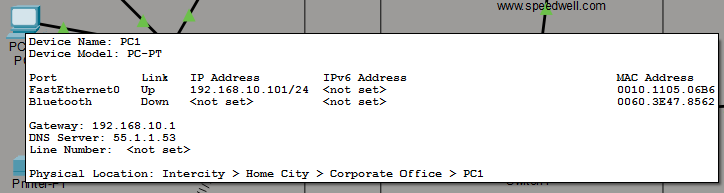 www.speedwell.com
PC
Device Name: PC1
Device Model: PC-PT
Port Link IP Address IPv6 Address MAC Address
FastEthernet0 Up 192.168.10.101/24 <not set> 0010.1105.06B6
Bluetooth Down <not set> <not set> 0060.3E47.8562
Gateway: 192.168.10.1
DNS Server: 55.1.1.53
Line Number: <not set>
Physical Location: Intercity > Home City > Corporate Office > PC1
Printer-PT